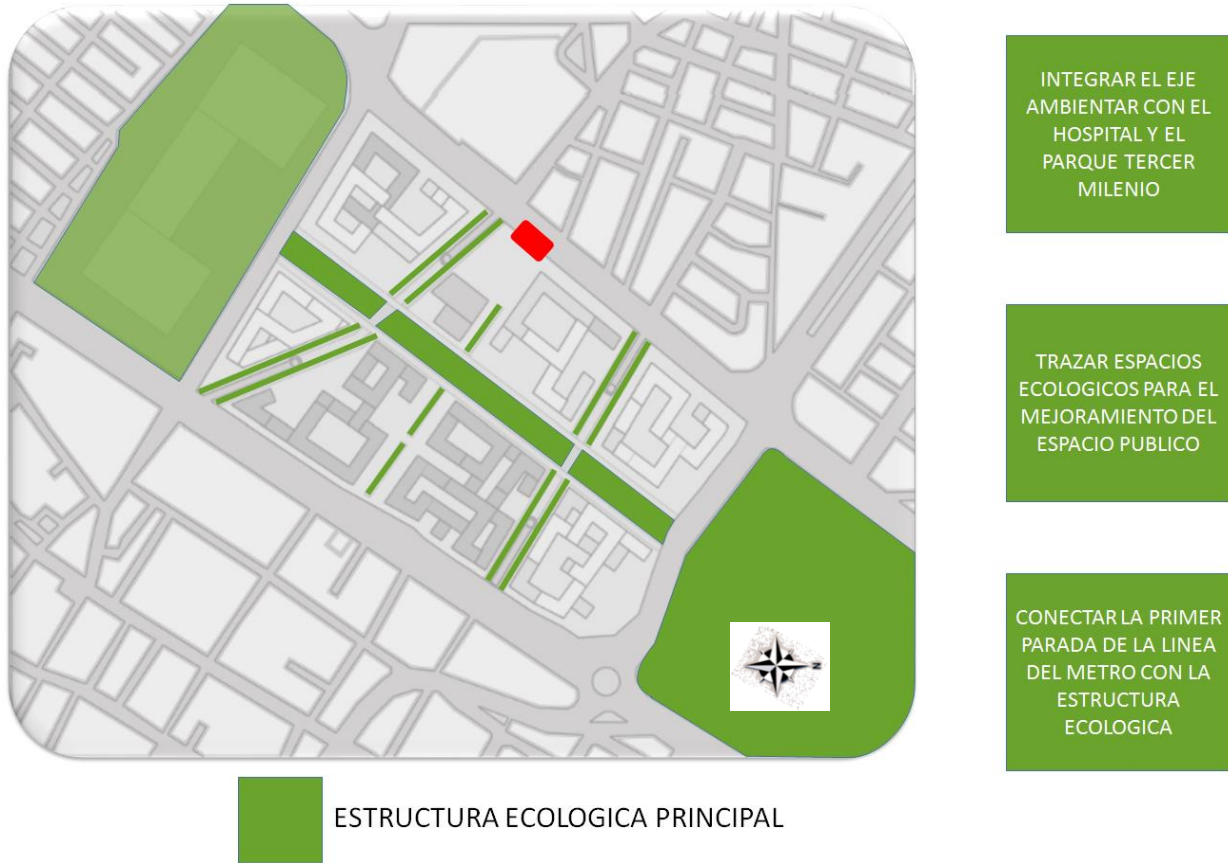 INTEGRAR EL EJE
AMBIENTAR CON EL
HOSPITAL Y EL
PARQUE TERCER
MILENIO
TRAZAR ESPACIOS
ECOLOGICOS PARA EL
MEJORAMIENTO DEL
ESPACIO PUBLICO
CONECTAR LA PRIMER
PARADA DE LA LINEA
DEL METRO CON LA
ESTRUCTURA
ECOLOGICA
N
ESTRUCTURA ECOLOGICA PRINCIPAL